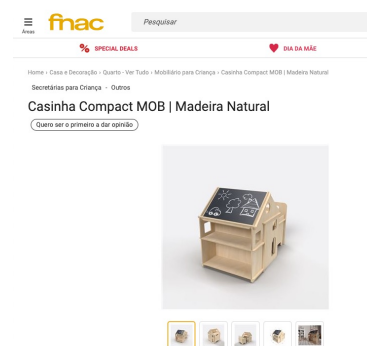 Áreas
fnac
Pesquisar
% SPECIAL DEALS
DIA DA MÃE
Home › Casa e Decoração › Quarto - Ver Tudo › Mobiliário para Criança › Casinha Compact MOB | Madeira Natural
Secretárias para Criança - Outros
Casinha Compact MOB | Madeira Natural
Quero ser o primeiro a dar opinião